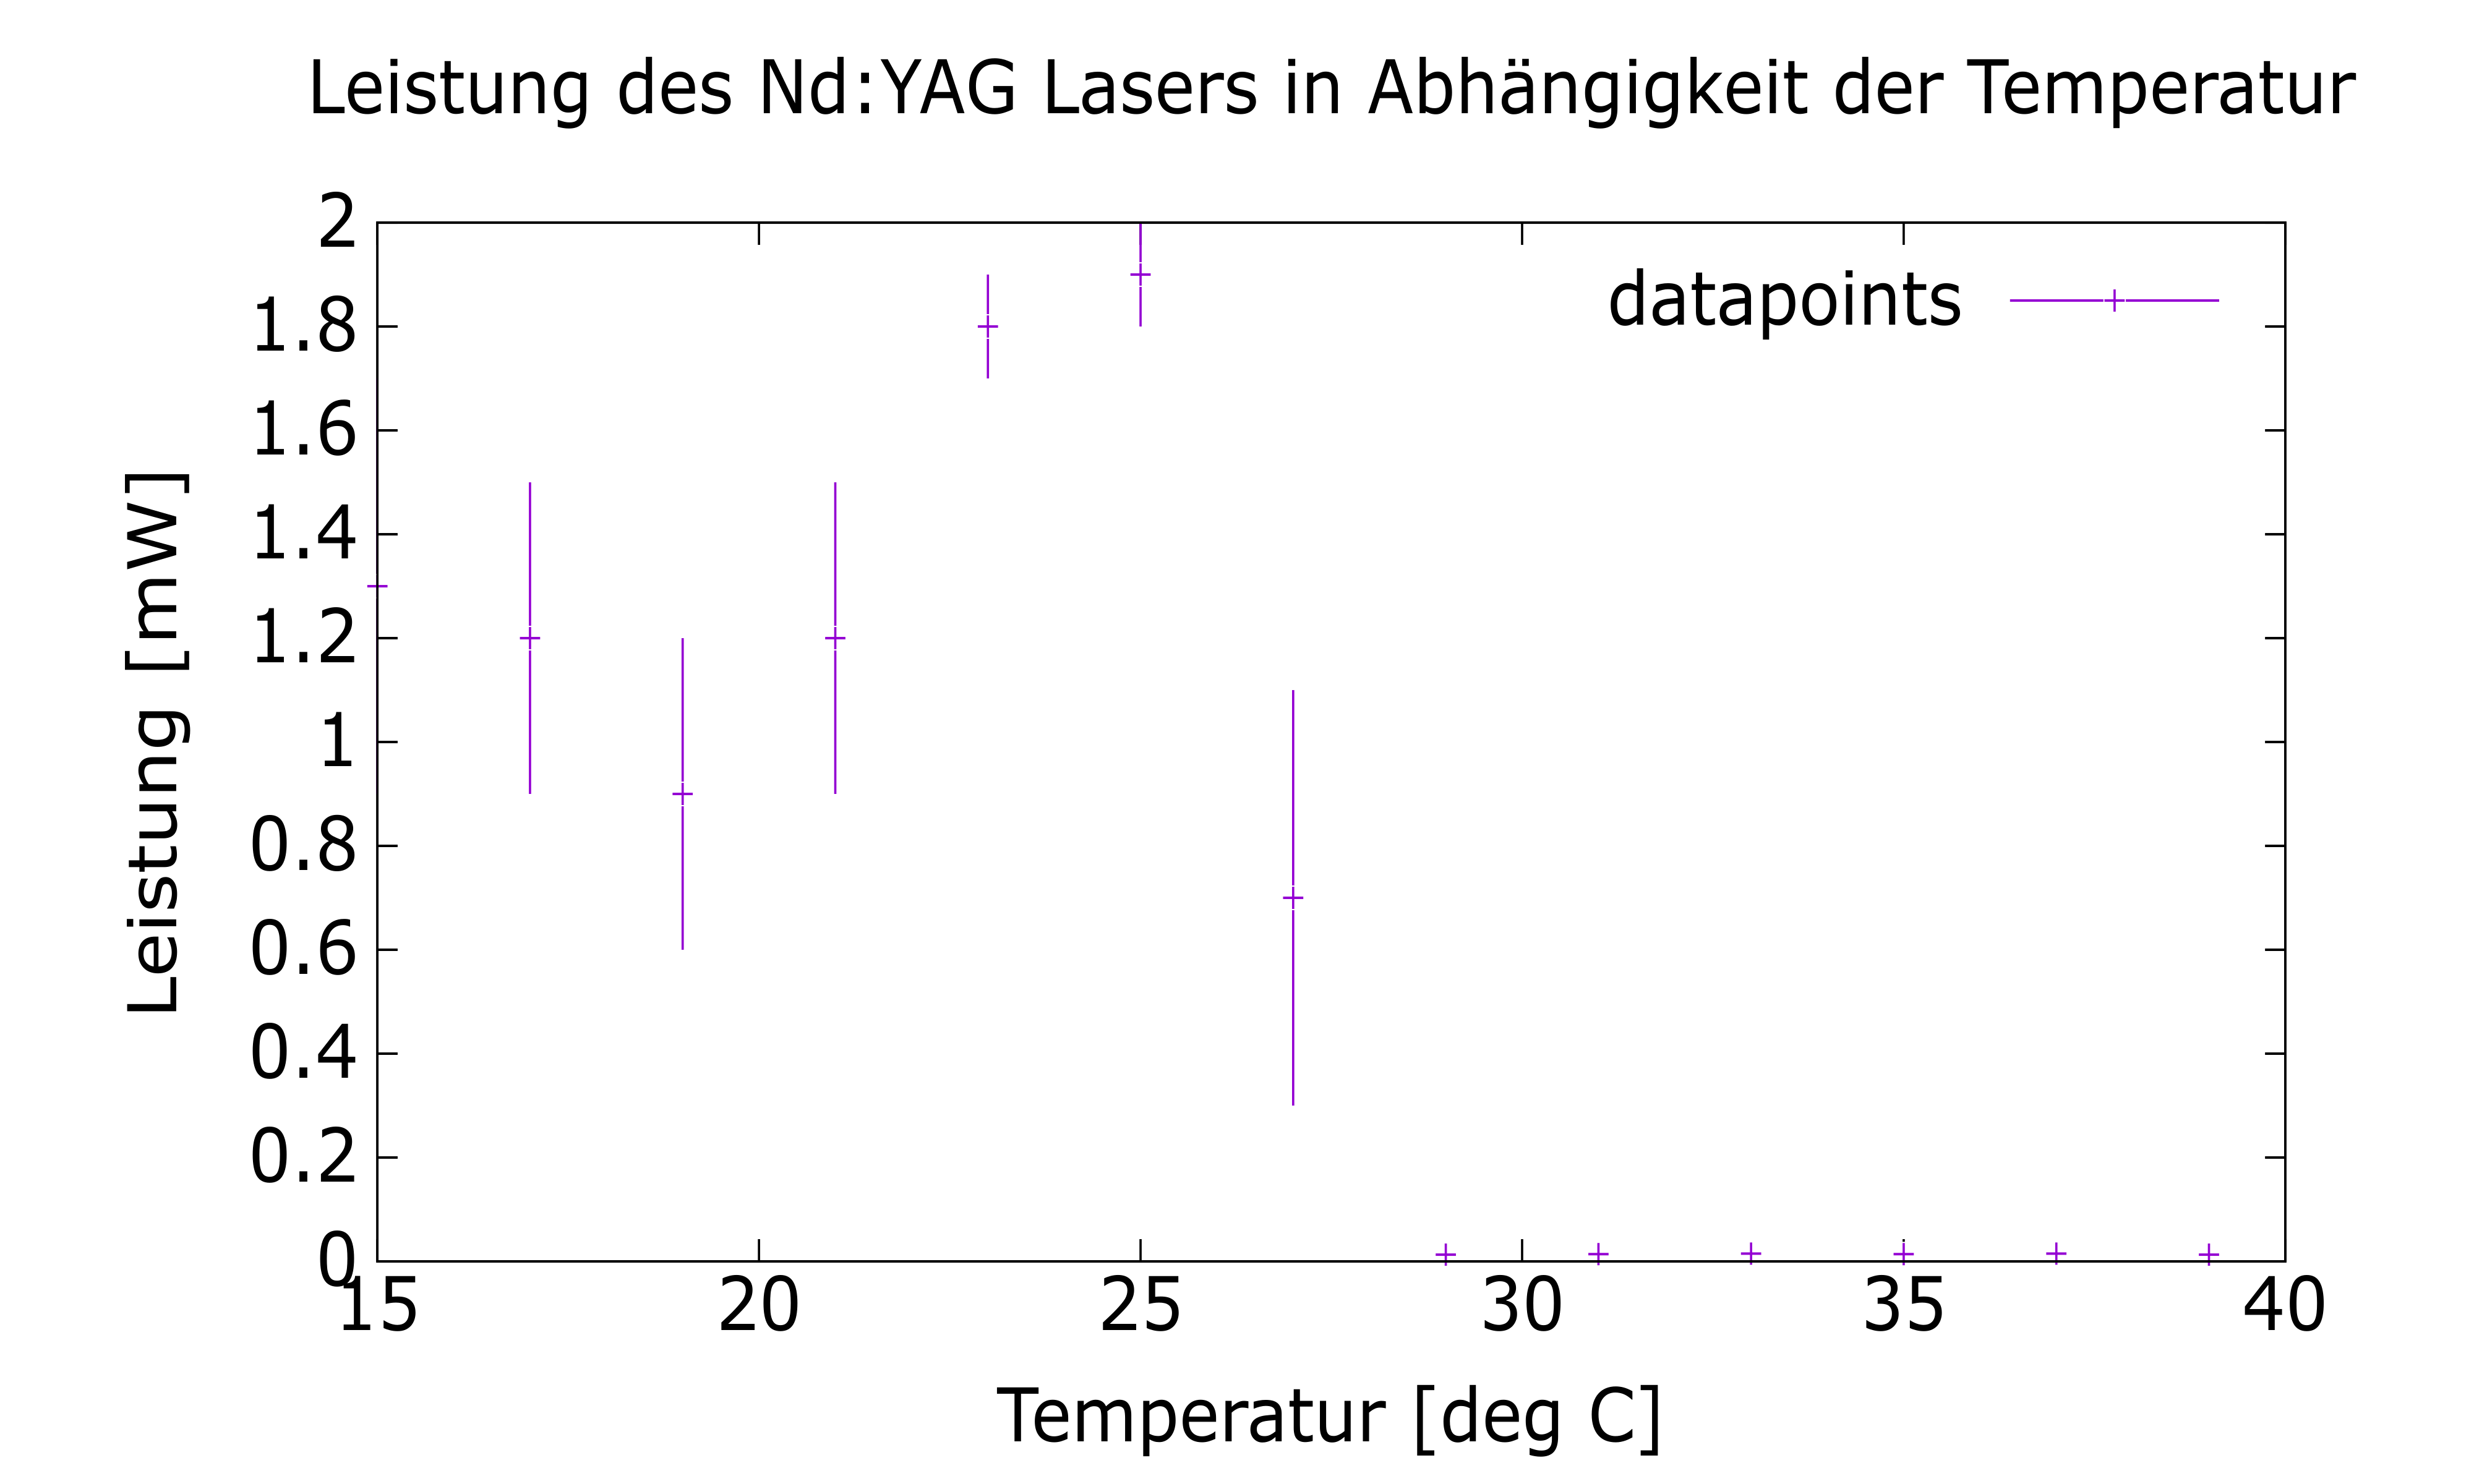 Leistung des Nd:YAG Lasers in Abhängigkeit der Temperatur
datapoints
2
1.8
1.6
1.4
1.2
1
0.8
0.6
0.4
0.2
0
Leistung [mW]
15 20 25 30 35 40
Temperatur [deg C]